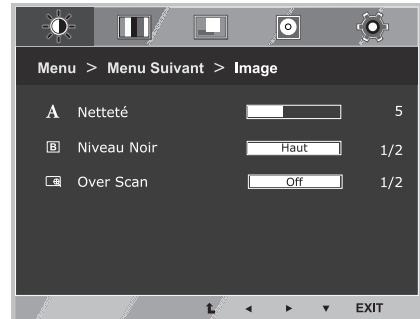 Menu > Menu Suivant > Image
A Netteté 5
B Niveau Noir Haut 1/2
Over Scan Off 1/2
EXIT